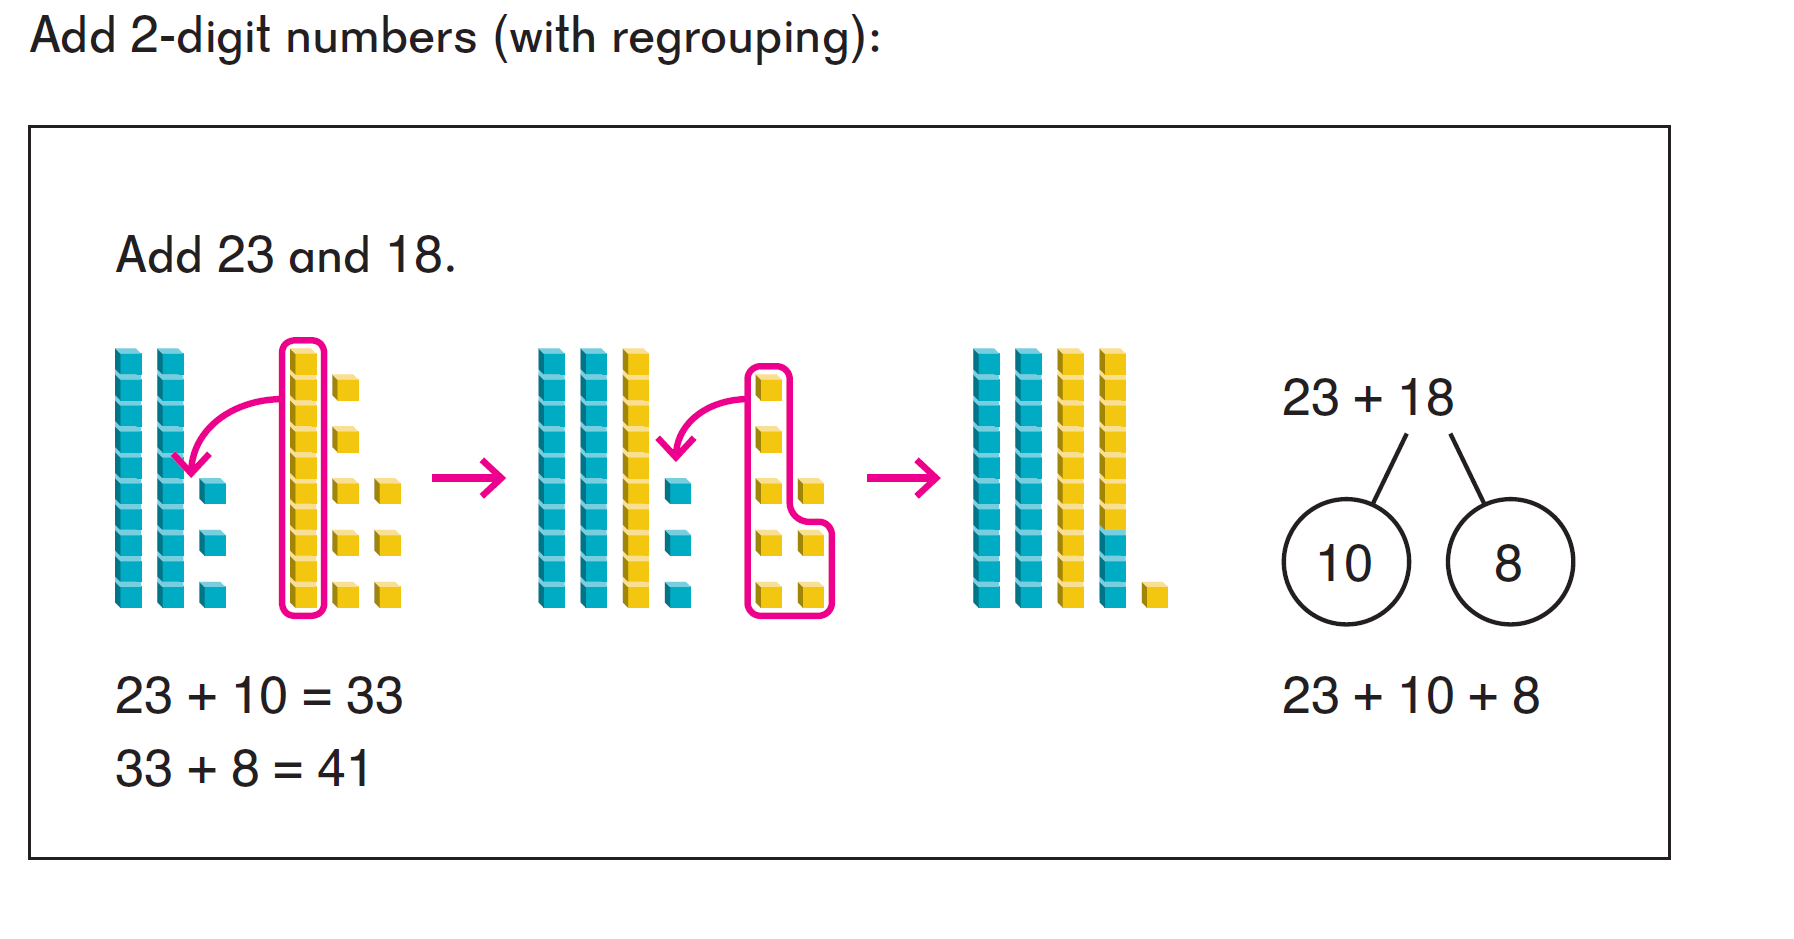 Add 2-digit numbers (with regrouping):
Add 23 and 18.
23 + 10 = 33
33 + 8 = 41
23 + 18
10 8
23 + 10 + 8